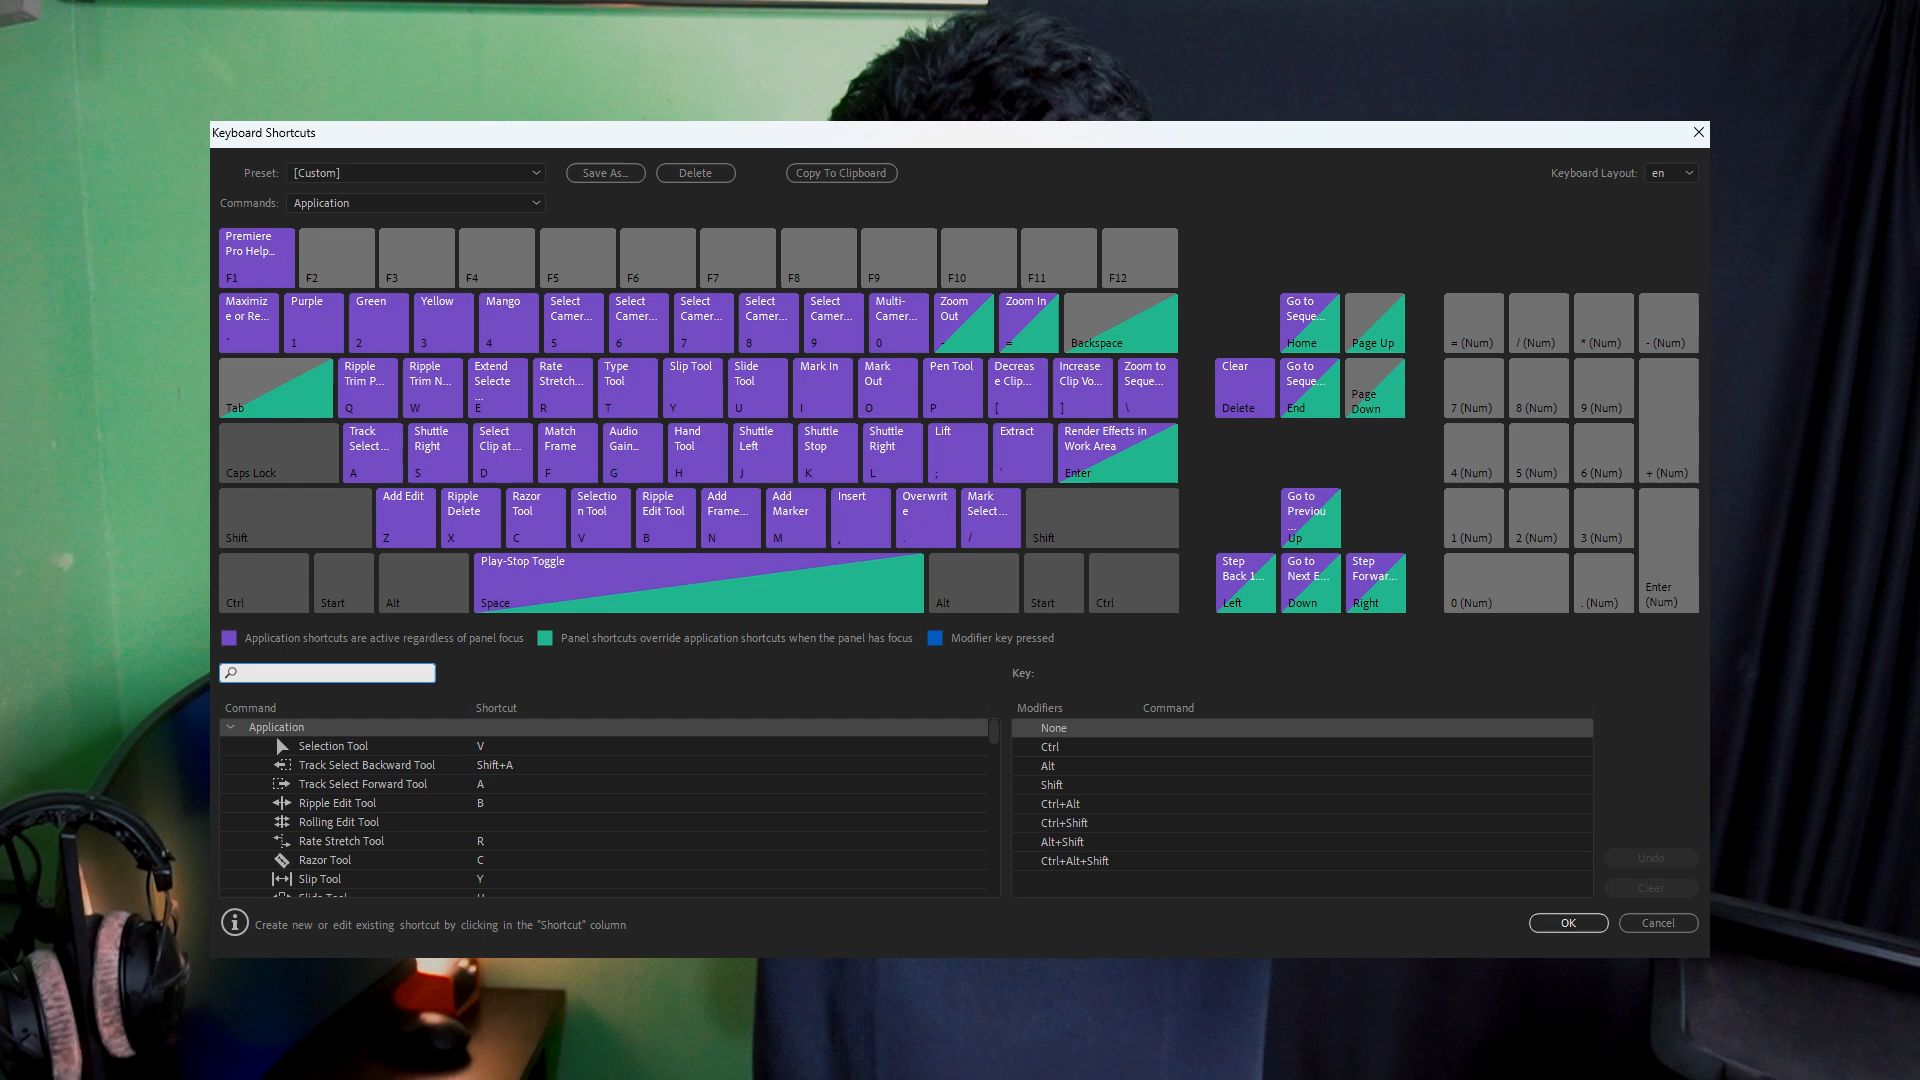 Keyboard Shortcuts
Preset: [Custom] Save As... Delete Copy To Clipboard Keyboard Layout: en
Commands: Application
Premiere
Pro Help...
F1 F2 F3 F4 F5 F6 F7 F8 F9 F10 F11 F12
Maximiz
e or Re...
`
Purple
1
Green
2
Yellow
3
Mango
4
Select
Camer...
5
Select
Camer...
6
Select
Camer...
7
Select
Camer...
8
Select
Camer...
9
Multi-
Camer...
0
Zoom
Out
-
Zoom In
=
Backspace
Go to
Seque...
Home
Page Up
= (Num) / (Num) * (Num) - (Num)
Tab
Ripple
Trim P...
Q
Ripple
Trim N...
W
Extend
Selecte
...
E
Rate
Stretch...
R
Type
Tool
T
Slip Tool
Y
Slide
Tool
U
Mark In
I
Mark
Out
O
Pen Tool
P
Decreas
e Clip...
[
Increase
Clip Vo...
]
Zoom to
Seque...
\
Clear
Delete
Go to
Seque...
End
Page
Down
7 (Num) 8 (Num) 9 (Num) + (Num)
Caps Lock
Track
Select...
A
Shuttle
Right
S
Select
Clip at...
D
Match
Frame
F
Audio
Gain...
G
Hand
Tool
H
Shuttle
Left
J
Shuttle
Stop
K
Shuttle
Right
L
Lift
;
Extract
'
Render Effects in
Work Area
Enter
4 (Num) 5 (Num) 6 (Num)
Shift
Add Edit
Z
Ripple
Delete
X
Razor
Tool
C
Selectio
n Tool
V
Ripple
Edit Tool
B
Add
Frame...
N
Add
Marker
M
Insert
,
Overwrit
e
.
Mark
Select...
/
Shift
Go to
Previou
...
Up
1 (Num) 2 (Num) 3 (Num) Enter
(Num)
Ctrl Start Alt
Play-Stop Toggle
Space
Alt Start Ctrl
Step
Back 1...
Left
Go to
Next E...
Down
Step
Forwar...
Right
0 (Num) . (Num)
Application shortcuts are active regardless of panel focus Panel shortcuts override application shortcuts when the panel has focus Modifier key pressed
Key:
Command Shortcut
Application
Selection Tool V
Track Select Backward Tool Shift+A
Track Select Forward Tool A
Ripple Edit Tool B
Rolling Edit Tool
Rate Stretch Tool R
Razor Tool C
Slip Tool Y
Modifiers Command
None
Ctrl
Alt
Shift
Ctrl+Alt
Ctrl+Shift
Alt+Shift
Ctrl+Alt+Shift
Undo
Clear
Create new or edit existing shortcut by clicking in the "Shortcut" column
OK Cancel